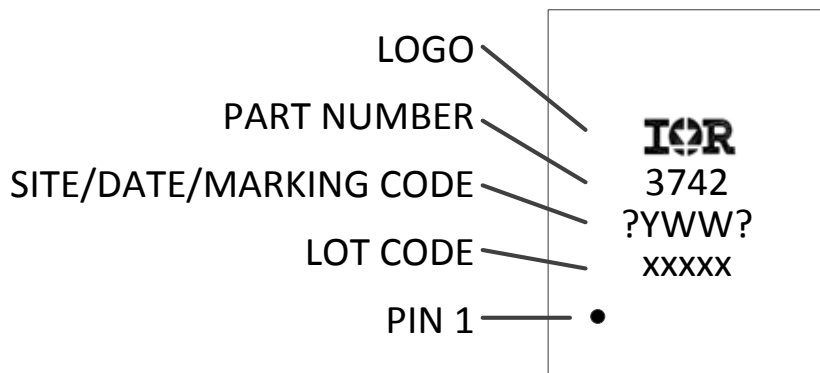 LOGO
PART NUMBER
SITE/DATE/MARKING CODE
LOT CODE
PIN 1
IOR
3742
?YWW?
xxxxx